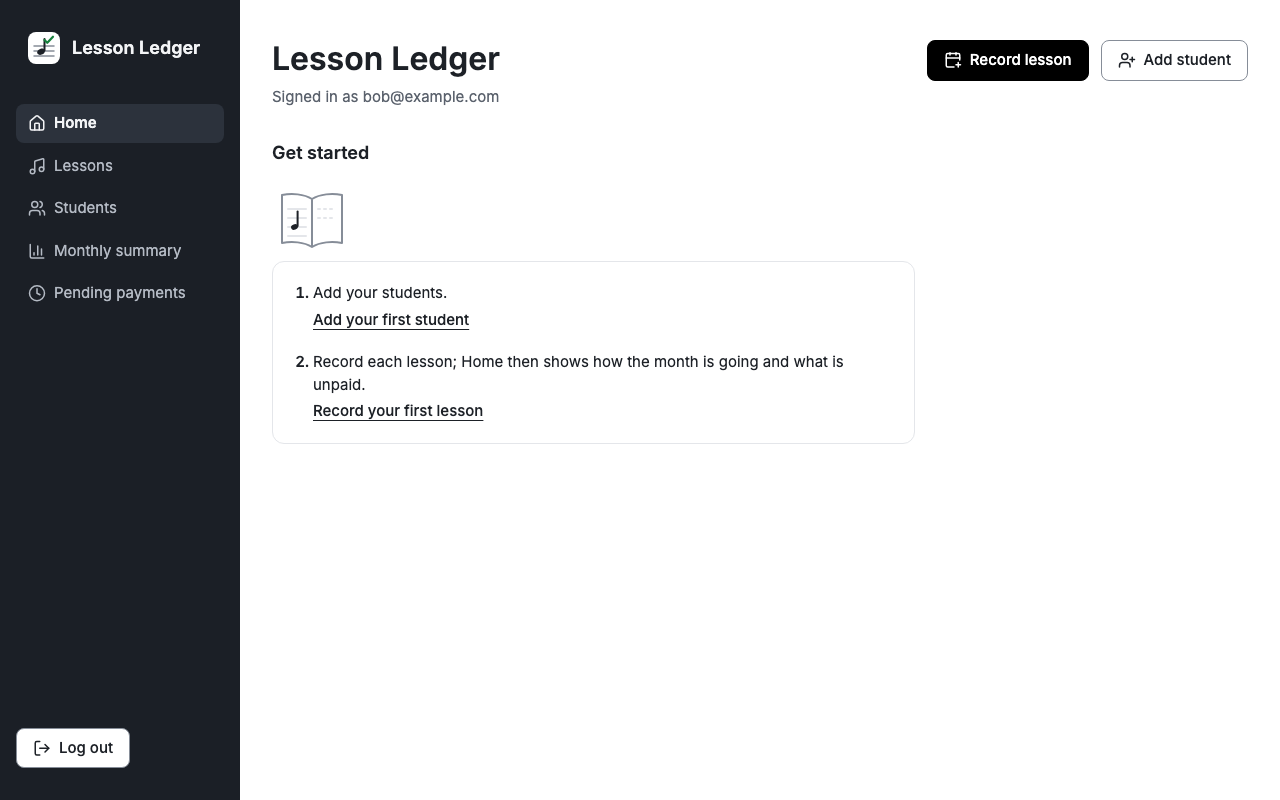 Lesson Ledger
Home
Lessons
Students
Monthly summary
Pending payments
Log out
Lesson Ledger
Signed in as bob@example.com
Record lesson
Add student
Get started
1. Add your students.
Add your first student
2. Record each lesson; Home then shows how the month is going and what is
unpaid.
Record your first lesson